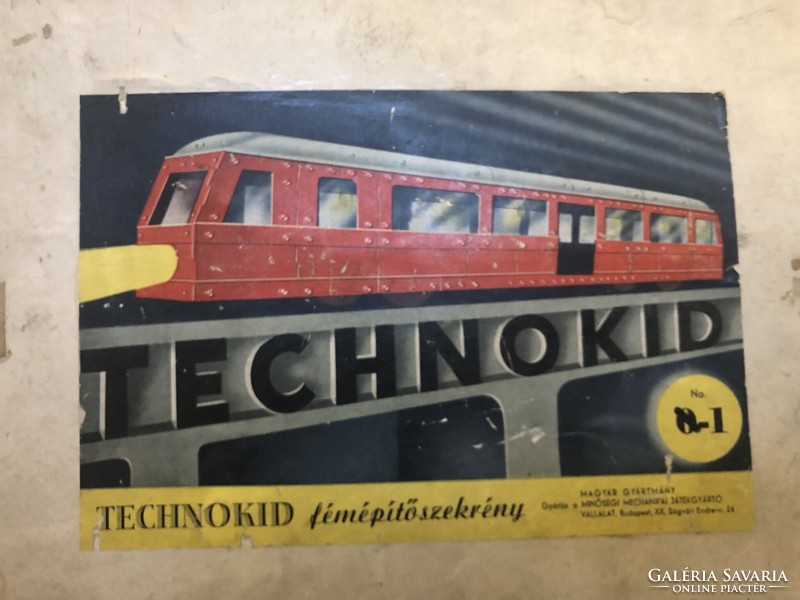 TECHNOKID
No.
0-1
TECHNOKID fémépítőszekrény
MAGYAR GYÁRTMÁNY
Gyártja a MINŐSÉGI MECHANIKAI JÁTÉKGYÁRTÓ
VÁLLALAT, Budapest, XX, Ságvári Endre-u. 24
GALÉRIA SAVARIA
ONLINE PIACTÉR